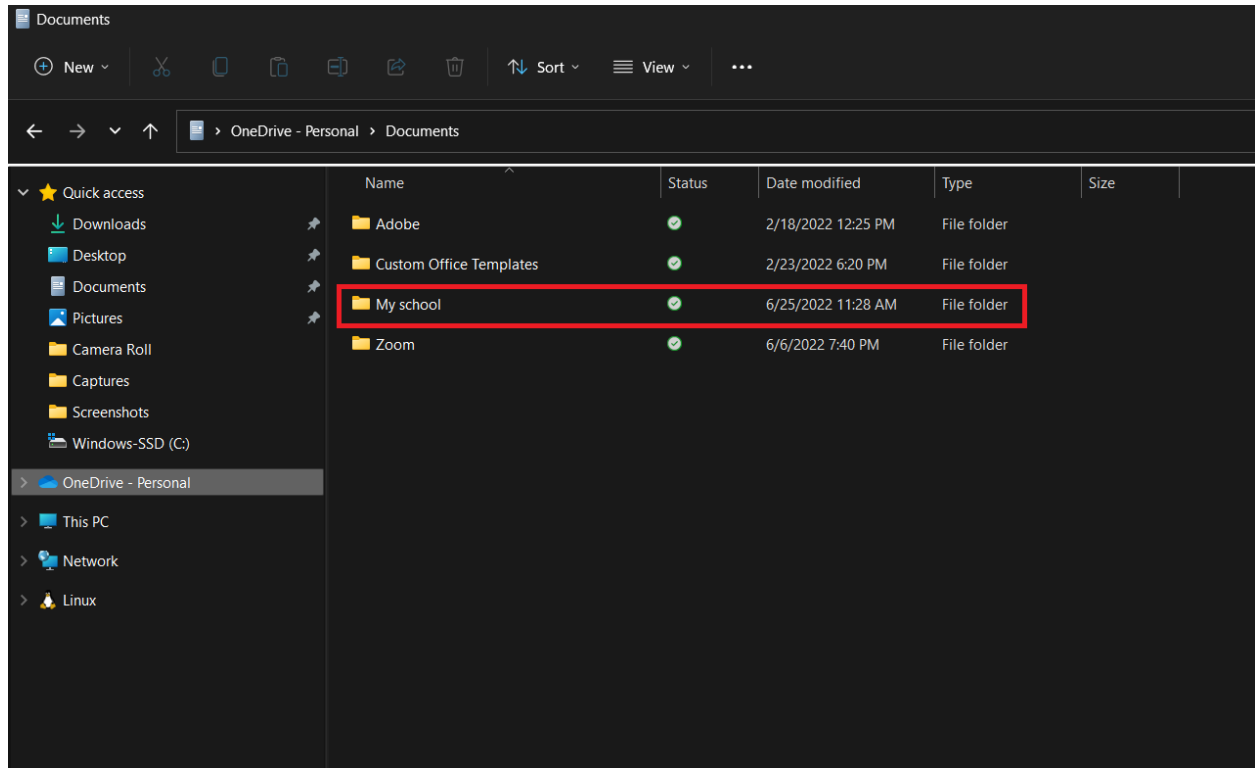 Documents
New
Sort
View
OneDrive - Personal
Documents
Quick access
Downloads
Desktop
Documents
Pictures
Camera Roll
Captures
Screenshots
Windows-SSD (C:)
OneDrive - Personal
This PC
Network
Linux
Name Status Date modified Type Size
Adobe 2/18/2022 12:25 PM File folder
Custom Office Templates 2/23/2022 6:20 PM File folder
My school 6/25/2022 11:28 AM File folder
Zoom 6/6/2022 7:40 PM File folder